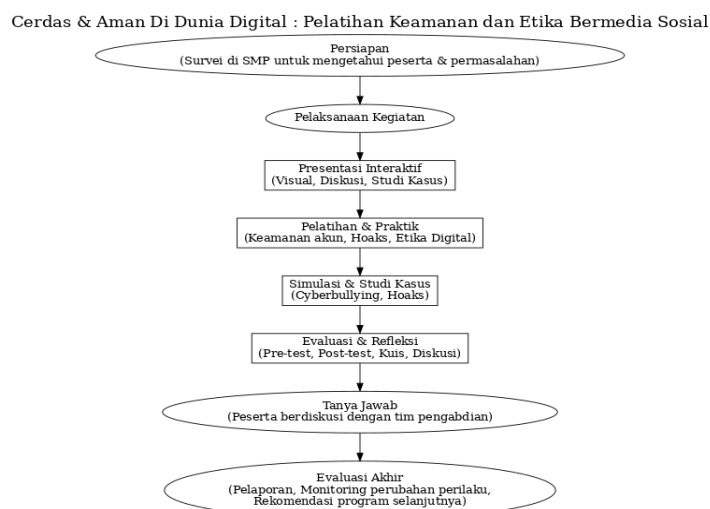 Cerdas & Aman Di Dunia Digital : Pelatihan Keamanan dan Etika Bermedia Sosial
Persiapan
(Survei di SMP untuk mengetahui peserta & permasalahan)
Pelaksanaan Kegiatan
Presentasi Interaktif
(Visual, Diskusi, Studi Kasus)
Pelatihan & Praktik
(Keamanan akun, Hoaks, Etika Digital)
Simulasi & Studi Kasus
(Cyberbullying, Hoaks)
Evaluasi & Refleksi
(Pre-test, Post-test, Kuis, Diskusi)
Tanya Jawab
(Peserta berdiskusi dengan tim pengabdian)
Evaluasi Akhir
(Pelaporan, Monitoring perubahan perilaku,
Rekomendasi program selanjutnya)